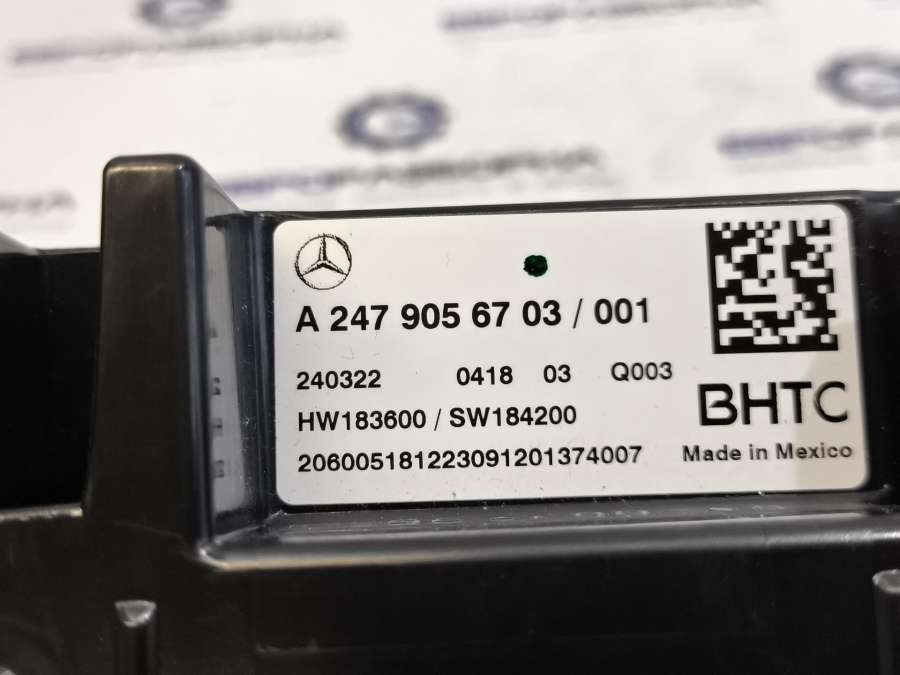 A 247 905 67 03 / 001
240322 0418 03 Q003
HW183600 / SW184200
BHTC
206005181223091201374007
Made in Mexico